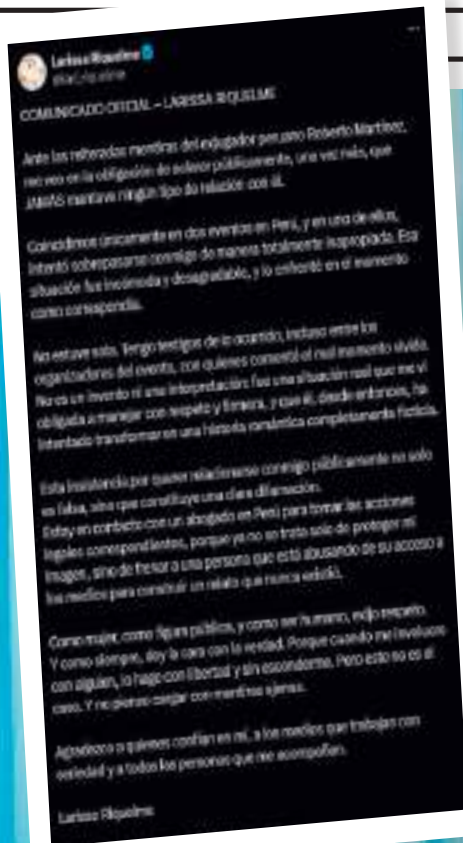 Larissa Riquelme
COMUNICADO OFICIAL – LARISSA RIQUELME
Ante las reiteradas mentiras del exjugador peruano Roberto Martínez,
me veo en la obligación de aclarar públicamente, una vez más, que
JAMÁS mantuve ningún tipo de relación con él.
Coincidimos únicamente en dos eventos en Perú, y en uno de ellos,
intentó sobrepasarse conmigo de manera totalmente inapropiada. Esa
situación fue incómoda y desagradable, y lo enfrenté en el momento
como correspondía.
No estuve sola. Tengo testigos de lo ocurrido, incluso entre los
organizadores del evento, con quienes comenté el mal momento vivido.
No es un invento ni una interpretación: fue una situación real que me vi
obligada a manejar con respeto y firmeza, y que él, desde entonces, ha
intentado transformar en una historia romántica completamente ficticia.
Esta insistencia por querer relacionarse conmigo públicamente no solo
es falsa, sino que constituye una clara difamación.
Estoy en contacto con un abogado en Perú para tomar las acciones
legales correspondientes, porque ya no se trata solo de proteger mi
imagen, sino de frenar a una persona que está abusando de su acceso a
los medios para construir un relato que nunca existió.
Como mujer, como figura pública, y como ser humano, exijo respeto.
Y como siempre, doy la cara con la verdad. Porque cuando me involucro
con alguien, lo hago con libertad y sin esconderme. Pero esto no es el
caso. Y no pienso cargar con mentiras ajenas.
Agradezco a quienes confían en mí, a los medios que trabajan con
seriedad y a todas las personas que me acompañan.
Larissa Riquelme